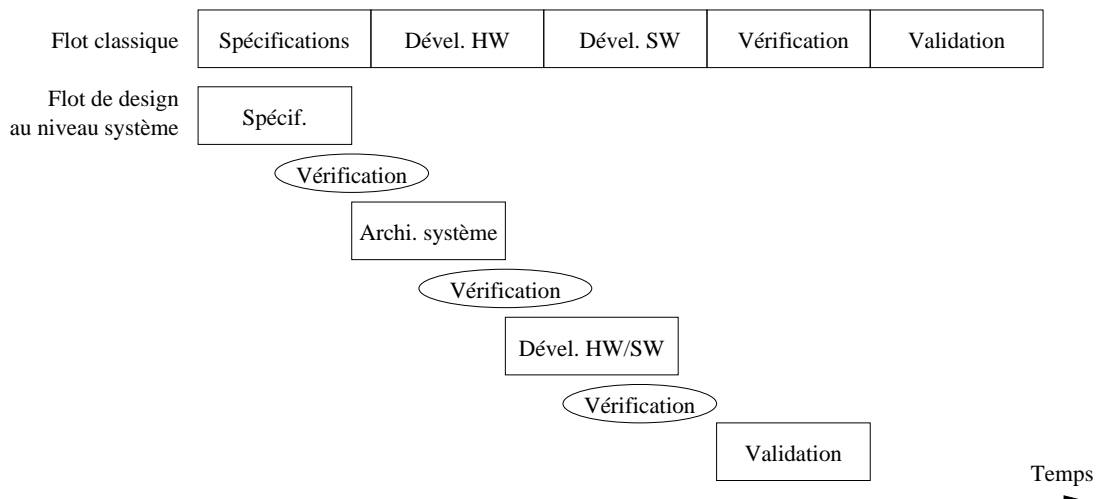 Flot classique
Spécifications
Dével. HW
Dével. SW
Vérification
Validation
Flot de design
au niveau système
Spécif.
Vérification
Archi. système
Vérification
Dével. HW/SW
Vérification
Validation
Temps